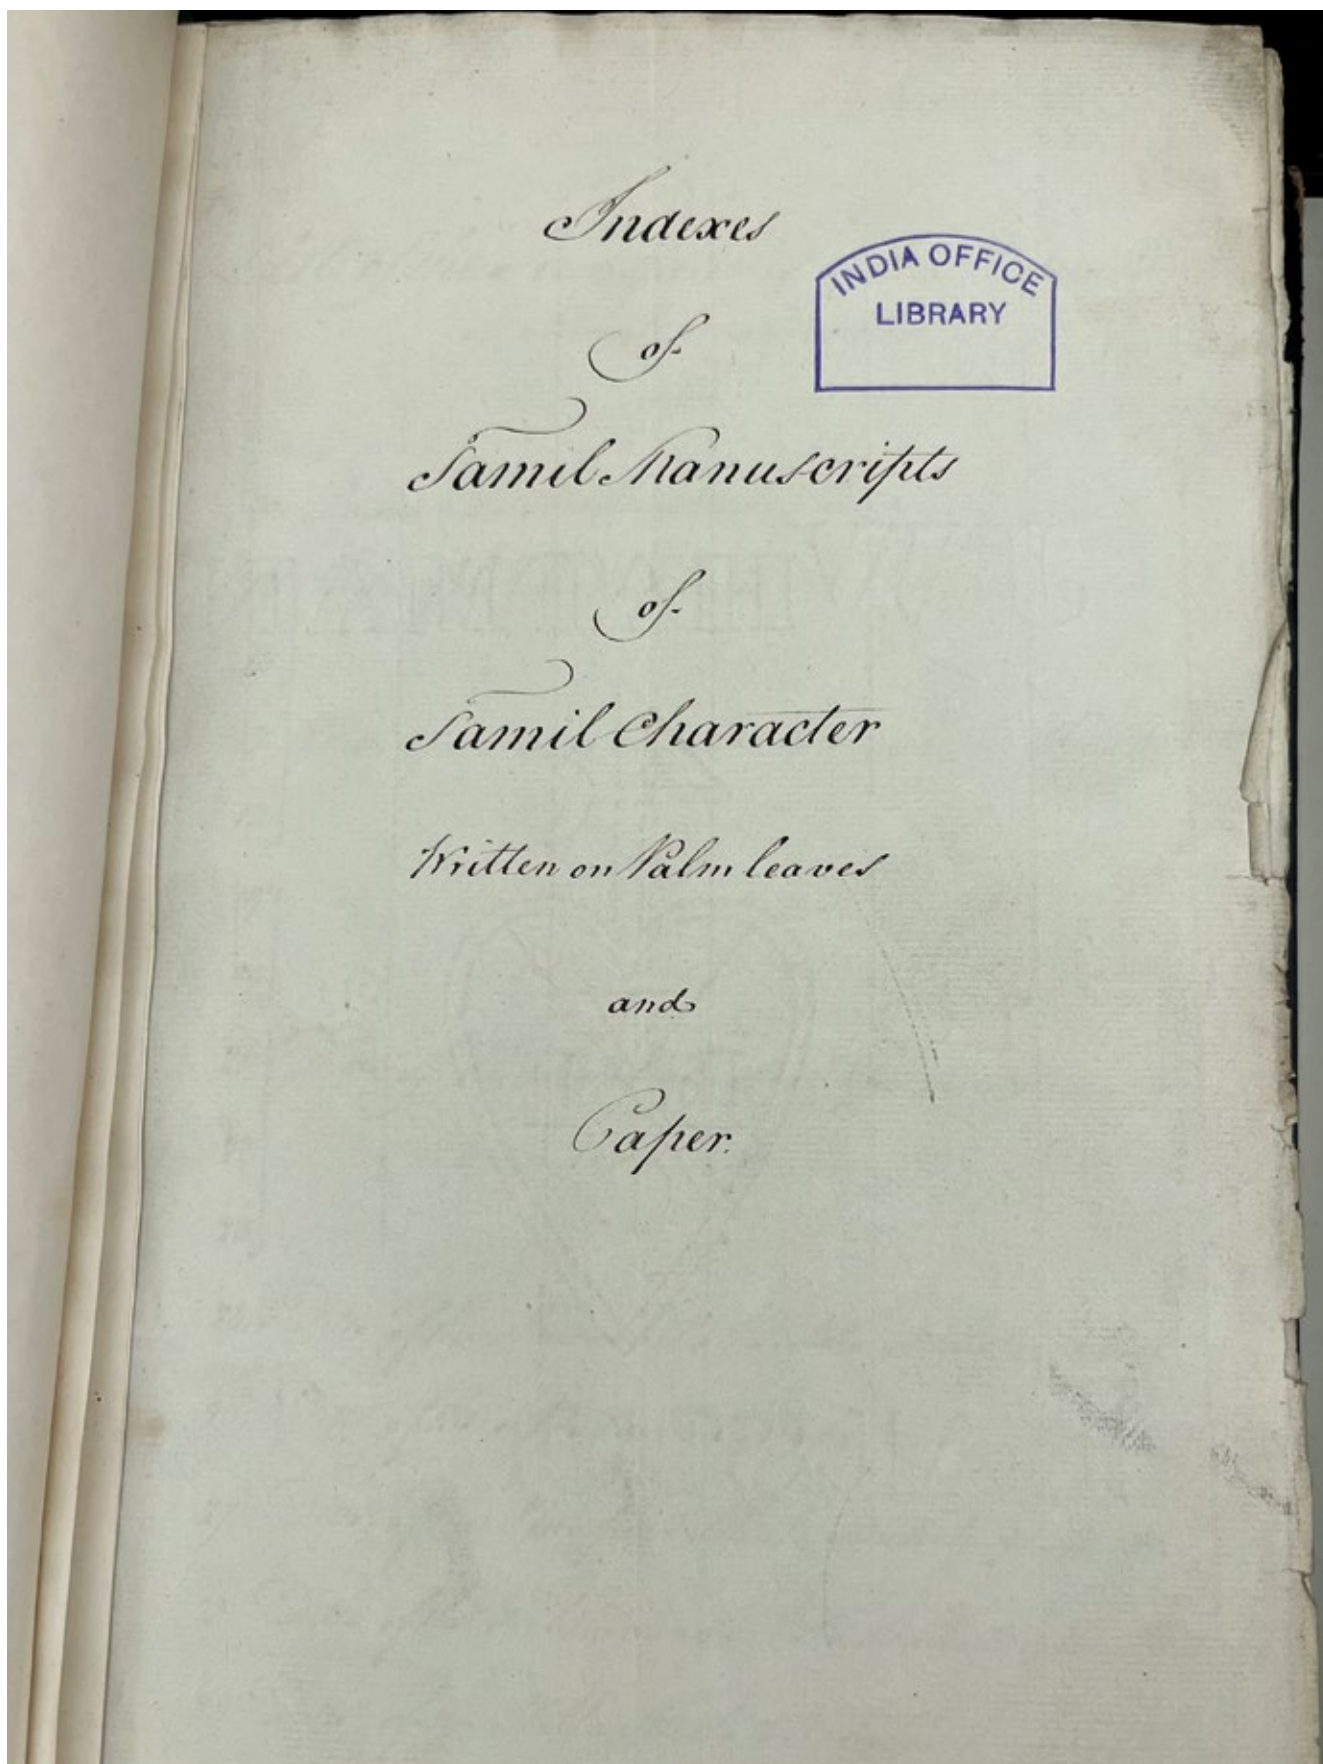 Indexes
INDIA OFFICE
LIBRARY
of
Tamil Manuscripts
of
Tamil Character
Written on Palm leaves
and
Paper.